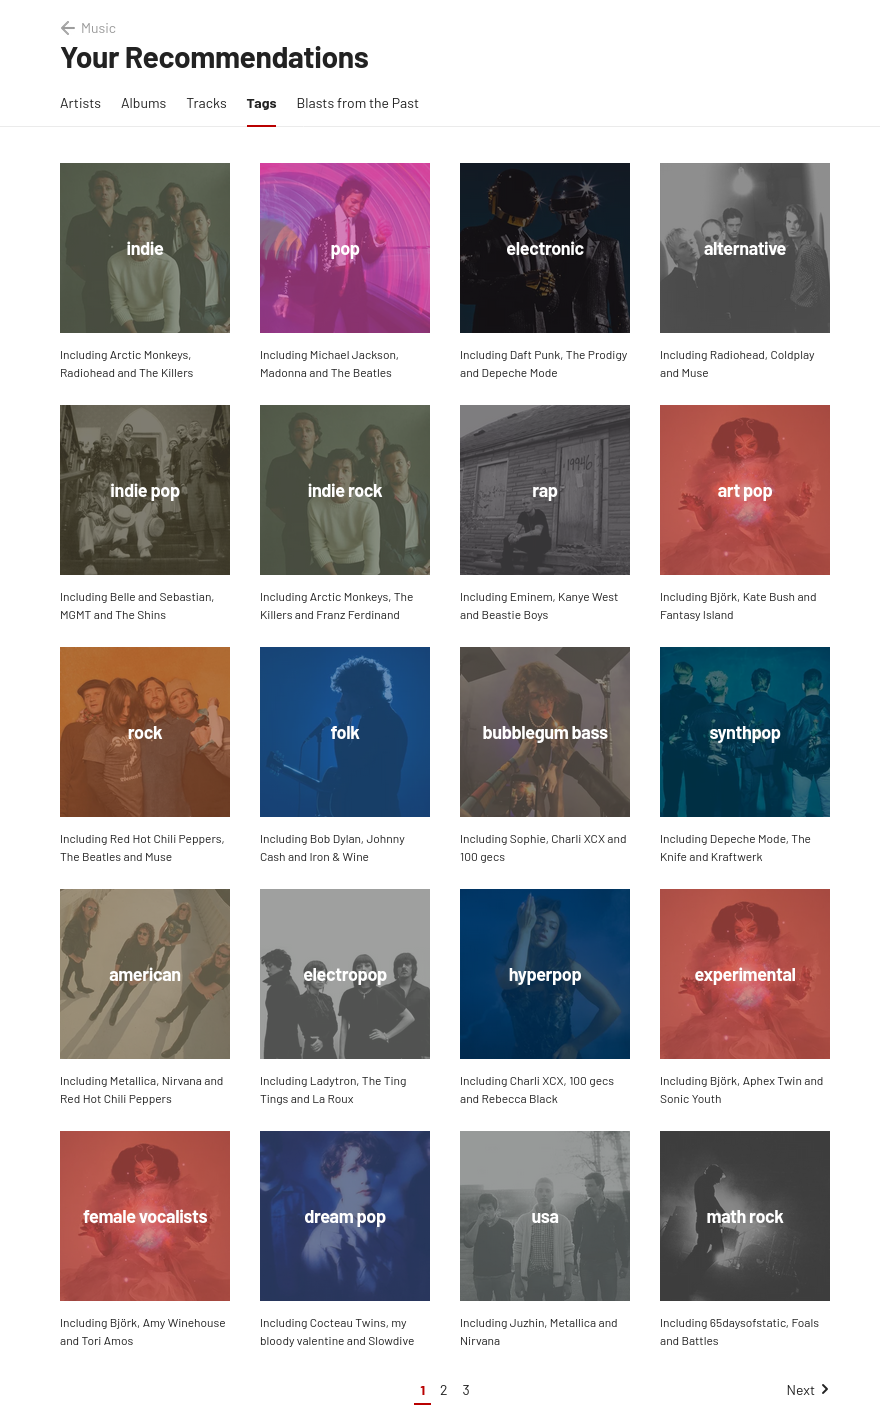 Music
Your Recommendations
Artists Albums Tracks Tags Blasts from the Past
indie
pop
electronic
alternative
Including Arctic Monkeys,
Radiohead and The Killers
Including Michael Jackson,
Madonna and The Beatles
Including Daft Punk, The Prodigy
and Depeche Mode
Including Radiohead, Coldplay
and Muse
indie pop
indie rock
19946
rap
art pop
Including Belle and Sebastian,
MGMT and The Shins
Including Arctic Monkeys, The
Killers and Franz Ferdinand
Including Eminem, Kanye West
and Beastie Boys
Including Björk, Kate Bush and
Fantasy Island
rock
folk
bubblegum bass
synthpop
Including Red Hot Chili Peppers,
The Beatles and Muse
Including Bob Dylan, Johnny
Cash and Iron & Wine
Including Sophie, Charli XCX and
100 gecs
Including Depeche Mode, The
Knife and Kraftwerk
american
electropop
hyperpop
experimental
Including Metallica, Nirvana and
Red Hot Chili Peppers
Including Ladytron, The Ting
Tings and La Roux
Including Charli XCX, 100 gecs
and Rebecca Black
Including Björk, Aphex Twin and
Sonic Youth
female vocalists
dream pop
usa
math rock
Including Björk, Amy Winehouse
and Tori Amos
Including Cocteau Twins, my
bloody valentine and Slowdive
Including Juzhin, Metallica and
Nirvana
Including 65daysofstatic, Foals
and Battles
1 2 3 Next